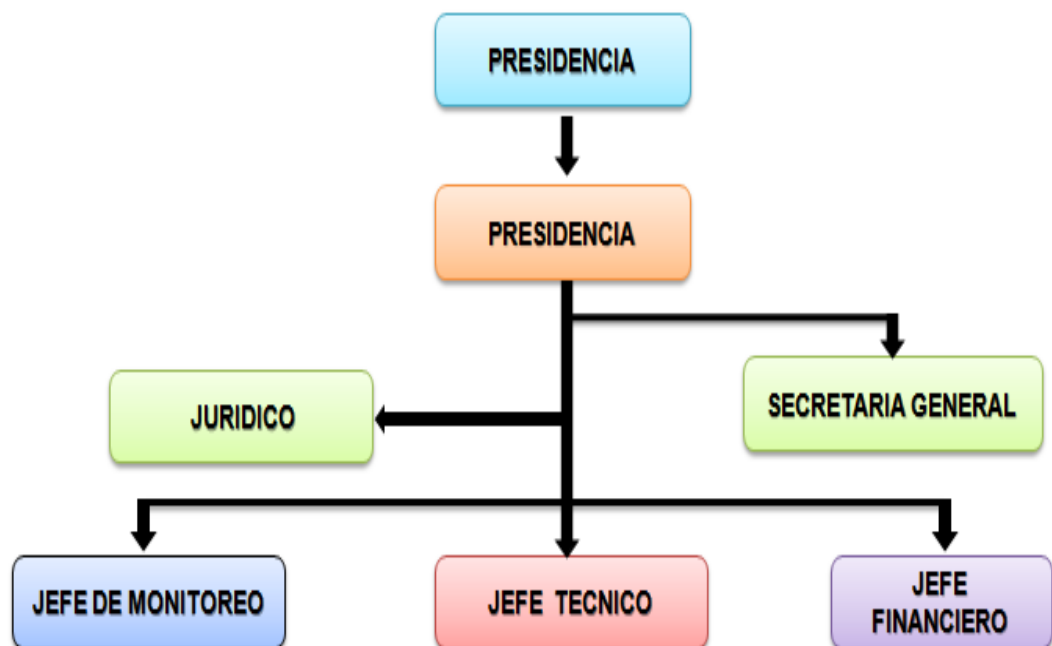 PRESIDENCIA
PRESIDENCIA
SECRETARIA GENERAL
JURIDICO
JEFE DE MONITOREO
JEFE TECNICO
JEFE
FINANCIERO